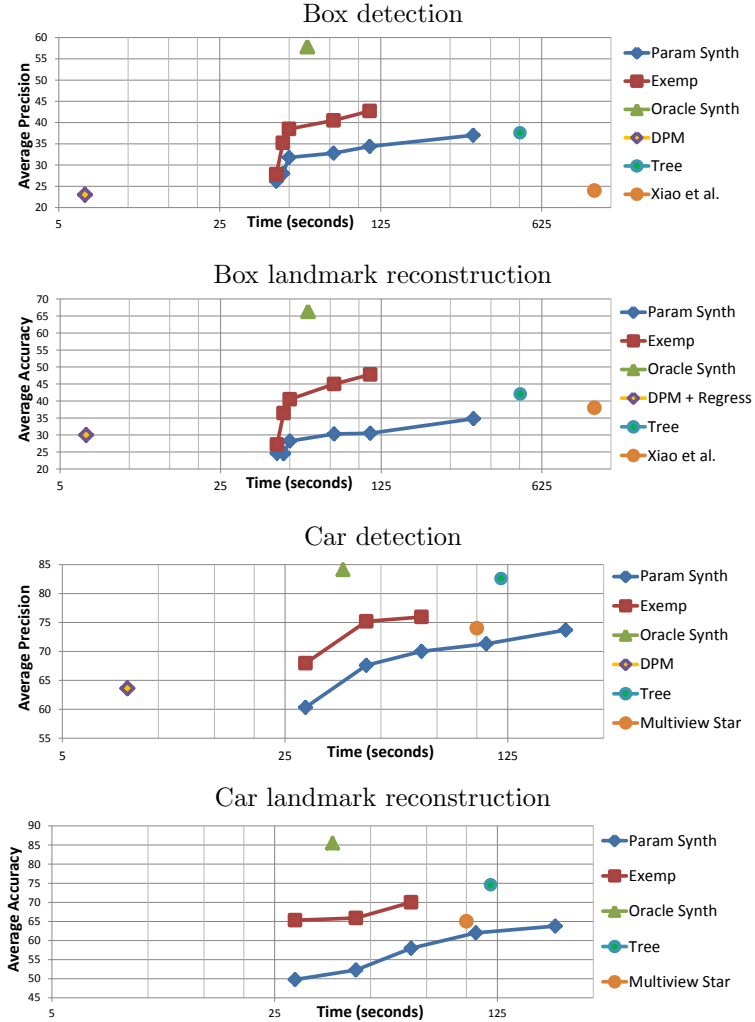 Box detection
60
55
50
45
40
35
30
25
20
Average Precision
5
25
125
625
Time (seconds)
Param Synth
Exemp
Oracle Synth
DPM
Tree
Xiao et al.
Box landmark reconstruction
70
65
60
55
50
45
40
35
30
25
20
Average Accuracy
5
25
125
625
Time (seconds)
Param Synth
Exemp
Oracle Synth
DPM + Regress
Tree
Xiao et al.
Car detection
85
80
75
70
65
60
55
Average Precision
5
25
125
Time (seconds)
Param Synth
Exemp
Oracle Synth
DPM
Tree
Multiview Star
Car landmark reconstruction
90
85
80
75
70
65
60
55
50
45
Average Accuracy
5
25
125
Time (seconds)
Param Synth
Exemp
Oracle Synth
Tree
Multiview Star